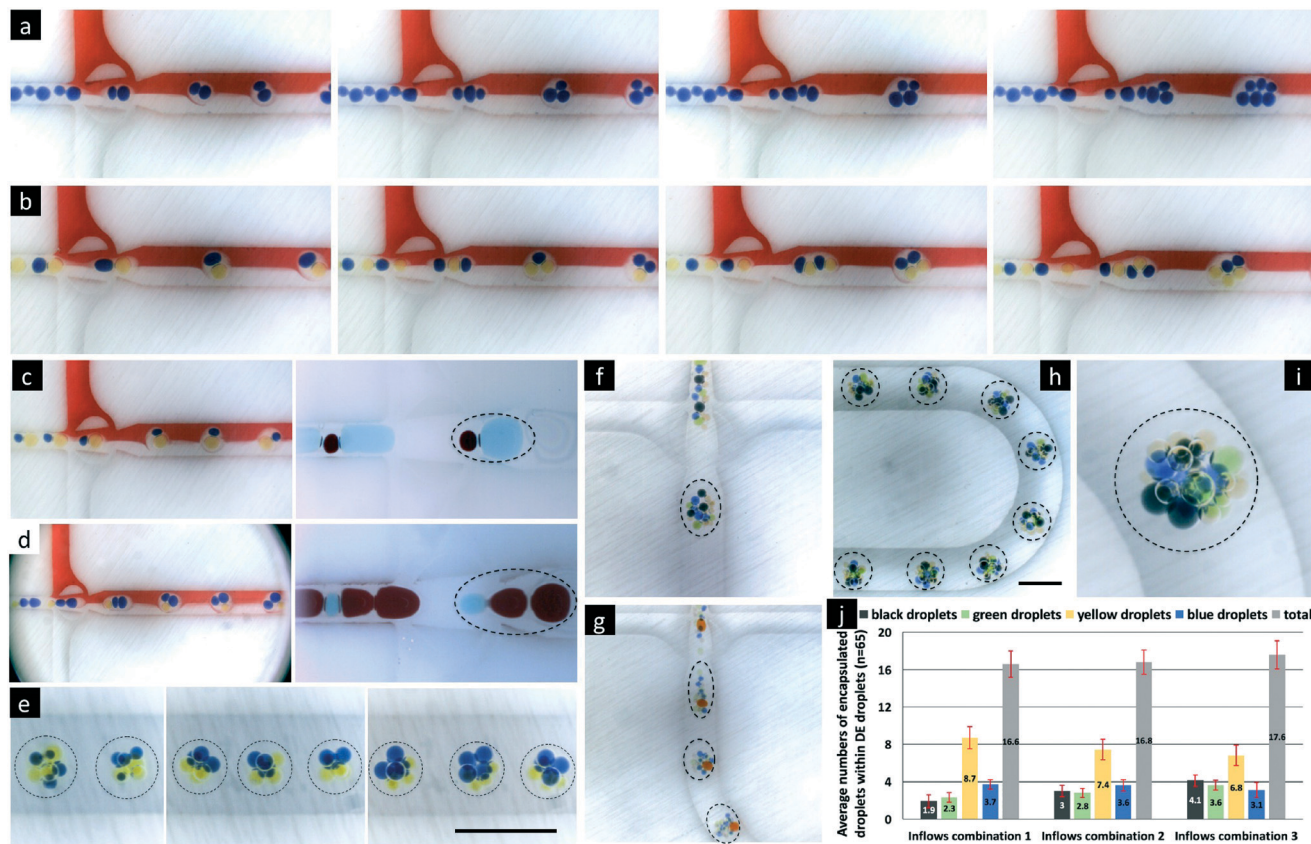 a
b
c
d
e
f
g
h
i
j
black droplets green droplets yellow droplets blue droplets total
Average numbers of encapsulated
droplets within DE droplets (n=65)
20
16
12
8
4
0
1.9
2.3
8.7
3.7
16.6
3
2.8
7.4
3.6
16.8
4.1
3.6
6.8
3.1
17.6
Inflows combination 1
Inflows combination 2
Inflows combination 3